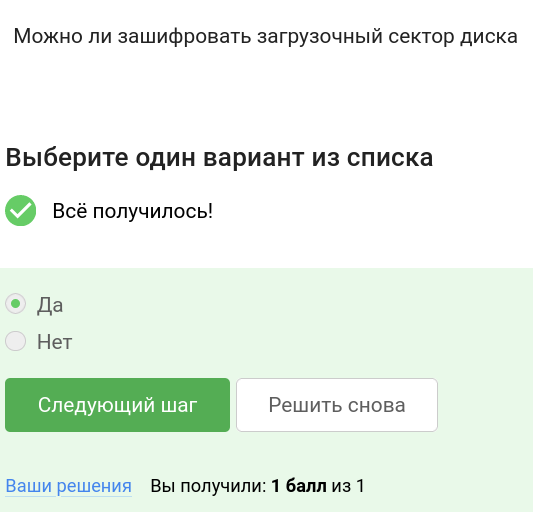 Можно ли зашифровать загрузочный сектор диска
Выберите один вариант из списка
Всё получилось!
Да
Нет
Следующий шаг
Решить снова
Ваши решения
Вы получили: 1 балл из 1